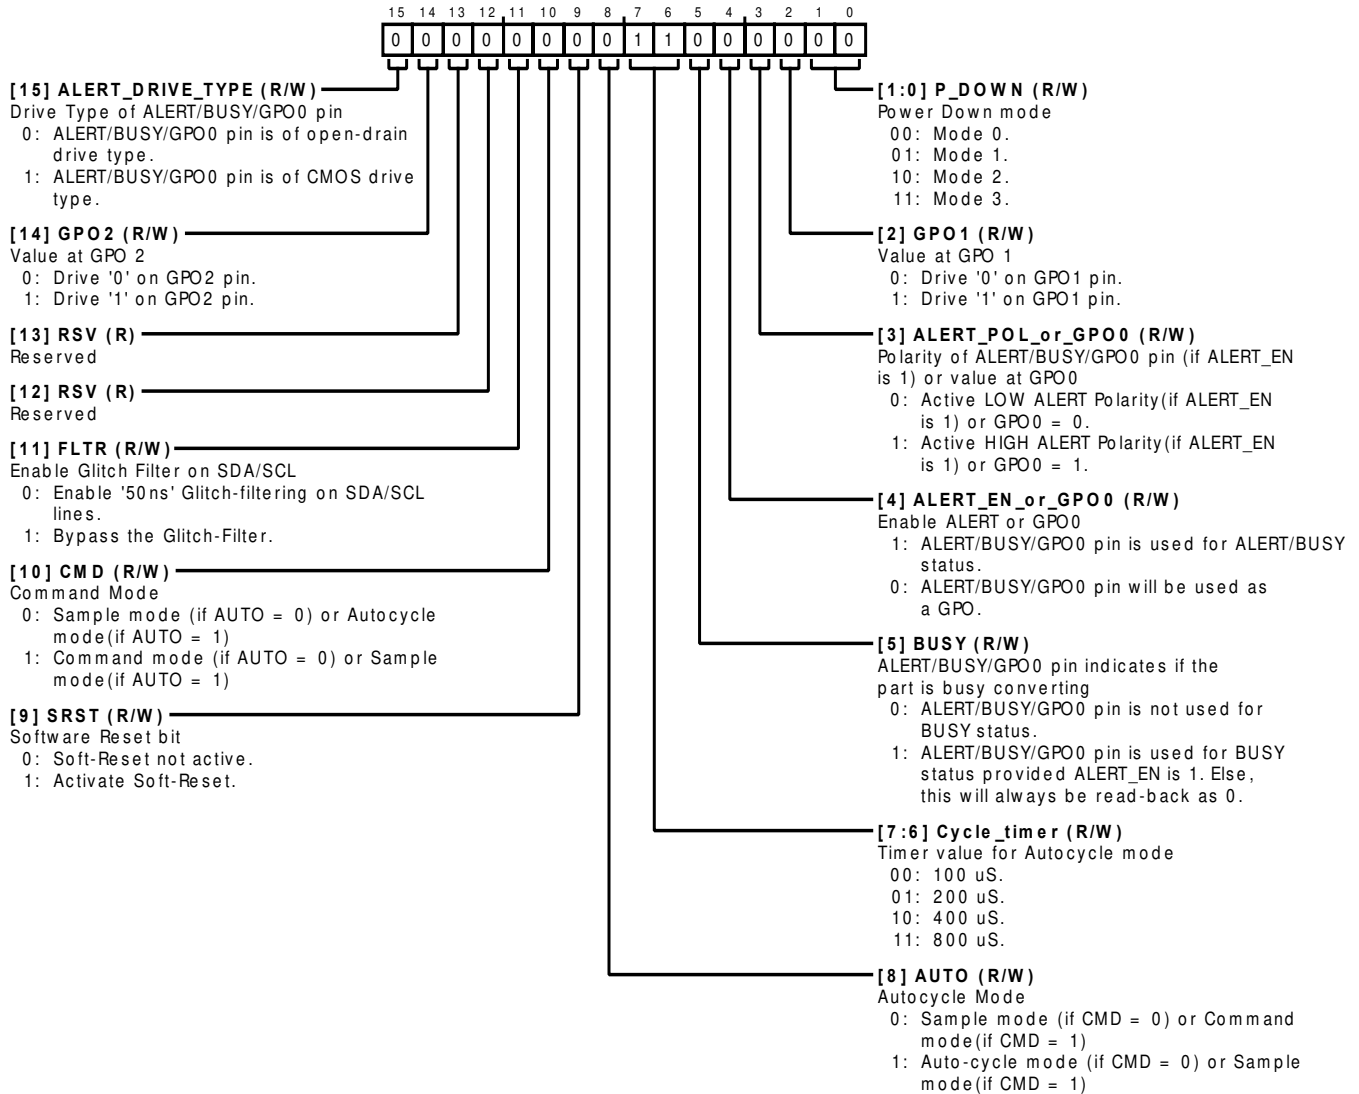 15 14 13 12 11 10 9 8 7 6 5 4 3 2 1 0
0 0 0 0 0 0 0 0 1 1 0 0 0 0 0 0
[15] ALERT_DRIVE_TYPE (R/W)
Drive Type of ALERT/BUSY/GPO0 pin
0: ALERT/BUSY/GPO0 pin is of open-drain
drive type.
1: ALERT/BUSY/GPO0 pin is of CMOS drive
type.
[14] GPO2 (R/W)
Value at GPO 2
0: Drive '0' on GPO2 pin.
1: Drive '1' on GPO2 pin.
[13] RSV (R)
Reserved
[12] RSV (R)
Reserved
[11] FLTR (R/W)
Enable Glitch Filter on SDA/SCL
0: Enable '50ns' Glitch-filtering on SDA/SCL
lines.
1: Bypass the Glitch-Filter.
[10] CMD (R/W)
Command Mode
0: Sample mode (if AUTO = 0) or Autocycle
mode(if AUTO = 1)
1: Command mode (if AUTO = 0) or Sample
mode(if AUTO = 1)
[9] SRST (R/W)
Software Reset bit
0: Soft-Reset not active.
1: Activate Soft-Reset.
[1:0] P_DOWN (R/W)
Power Down mode
00: Mode 0.
01: Mode 1.
10: Mode 2.
11: Mode 3.
[2] GPO1 (R/W)
Value at GPO 1
0: Drive '0' on GPO1 pin.
1: Drive '1' on GPO1 pin.
[3] ALERT_POL_or_GPO0 (R/W)
Polarity of ALERT/BUSY/GPO0 pin (if ALERT_EN
is 1) or value at GPO0
0: Active LOW ALERT Polarity(if ALERT_EN
is 1) or GPO0 = 0.
1: Active HIGH ALERT Polarity(if ALERT_EN
is 1) or GPO0 = 1.
[4] ALERT_EN_or_GPO0 (R/W)
Enable ALERT or GPO0
1: ALERT/BUSY/GPO0 pin is used for ALERT/BUSY
status.
0: ALERT/BUSY/GPO0 pin will be used as
a GPO.
[5] BUSY (R/W)
ALERT/BUSY/GPO0 pin indicates if the
part is busy converting
0: ALERT/BUSY/GPO0 pin is not used for
BUSY status.
1: ALERT/BUSY/GPO0 pin is used for BUSY
status provided ALERT_EN is 1. Else,
this will always be read-back as 0.
[7:6] Cycle_timer (R/W)
Timer value for Autocycle mode
00: 100 uS.
01: 200 uS.
10: 400 uS.
11: 800 uS.
[8] AUTO (R/W)
Autocycle Mode
0: Sample mode (if CMD = 0) or Command
mode(if CMD = 1)
1: Auto-cycle mode (if CMD = 0) or Sample
mode(if CMD = 1)